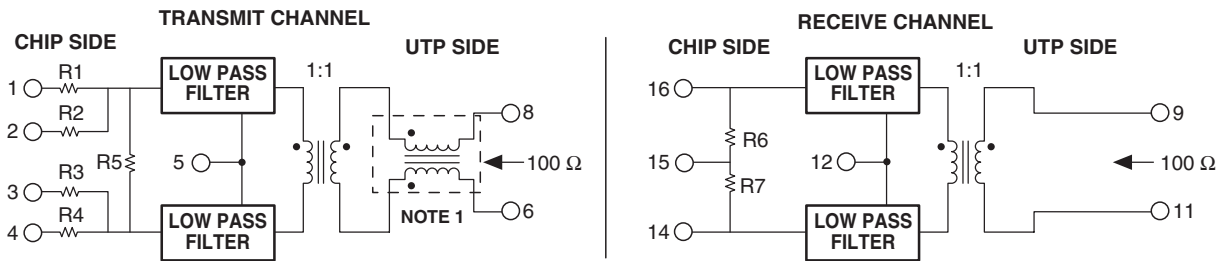 TRANSMIT CHANNEL
CHIP SIDE
UTP SIDE
1
R1
2
R2
3
R3
4
R4
R5
LOW PASS
FILTER
5
LOW PASS
FILTER
1:1
8
100 Ω
6
NOTE 1
RECEIVE CHANNEL
CHIP SIDE
UTP SIDE
16
15
14
R6
R7
LOW PASS
FILTER
12
LOW PASS
FILTER
1:1
9
100 Ω
11